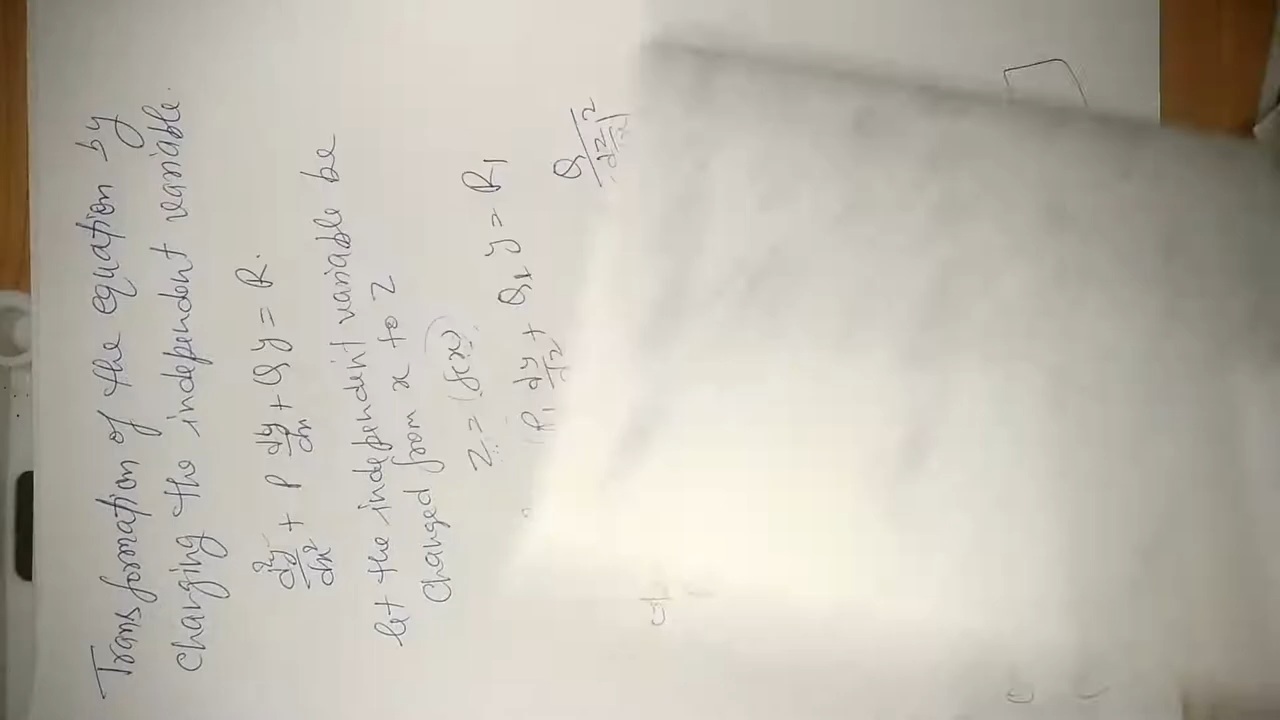 Transformation of the equation by
changing the independent variable.
d²y/dx² + P dy/dx + Qy = R.
let the independent variable be
changed from x to z
z = f(x).
P₁ dy/dz + Q₁ y = R₁
Q